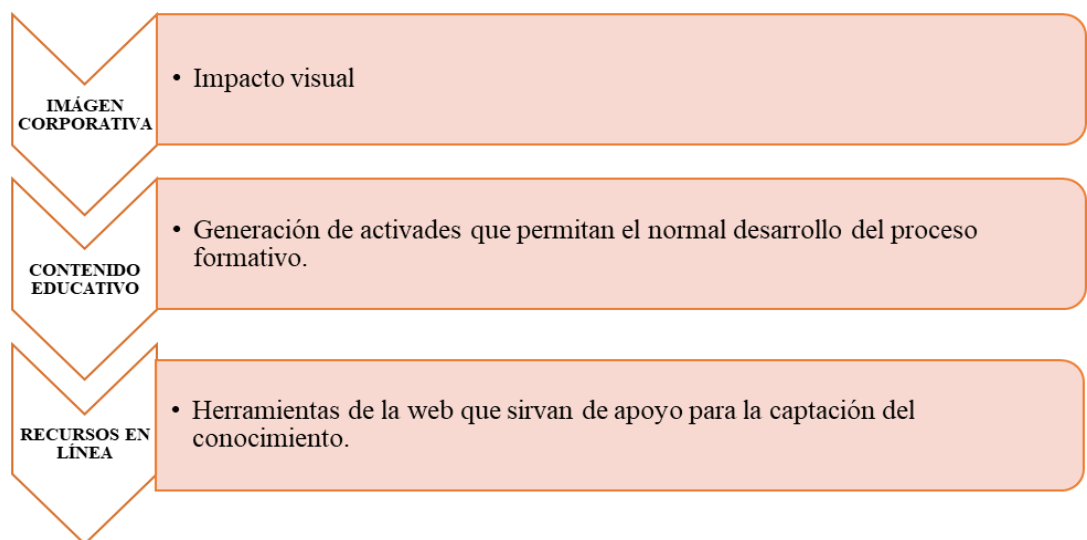 IMÁGEN
CORPORATIVA
• Impacto visual
CONTENIDO
EDUCATIVO
• Generación de activades que permitan el normal desarrollo del proceso
formativo.
RECURSOS EN
LÍNEA
• Herramientas de la web que sirvan de apoyo para la captación del
conocimiento.